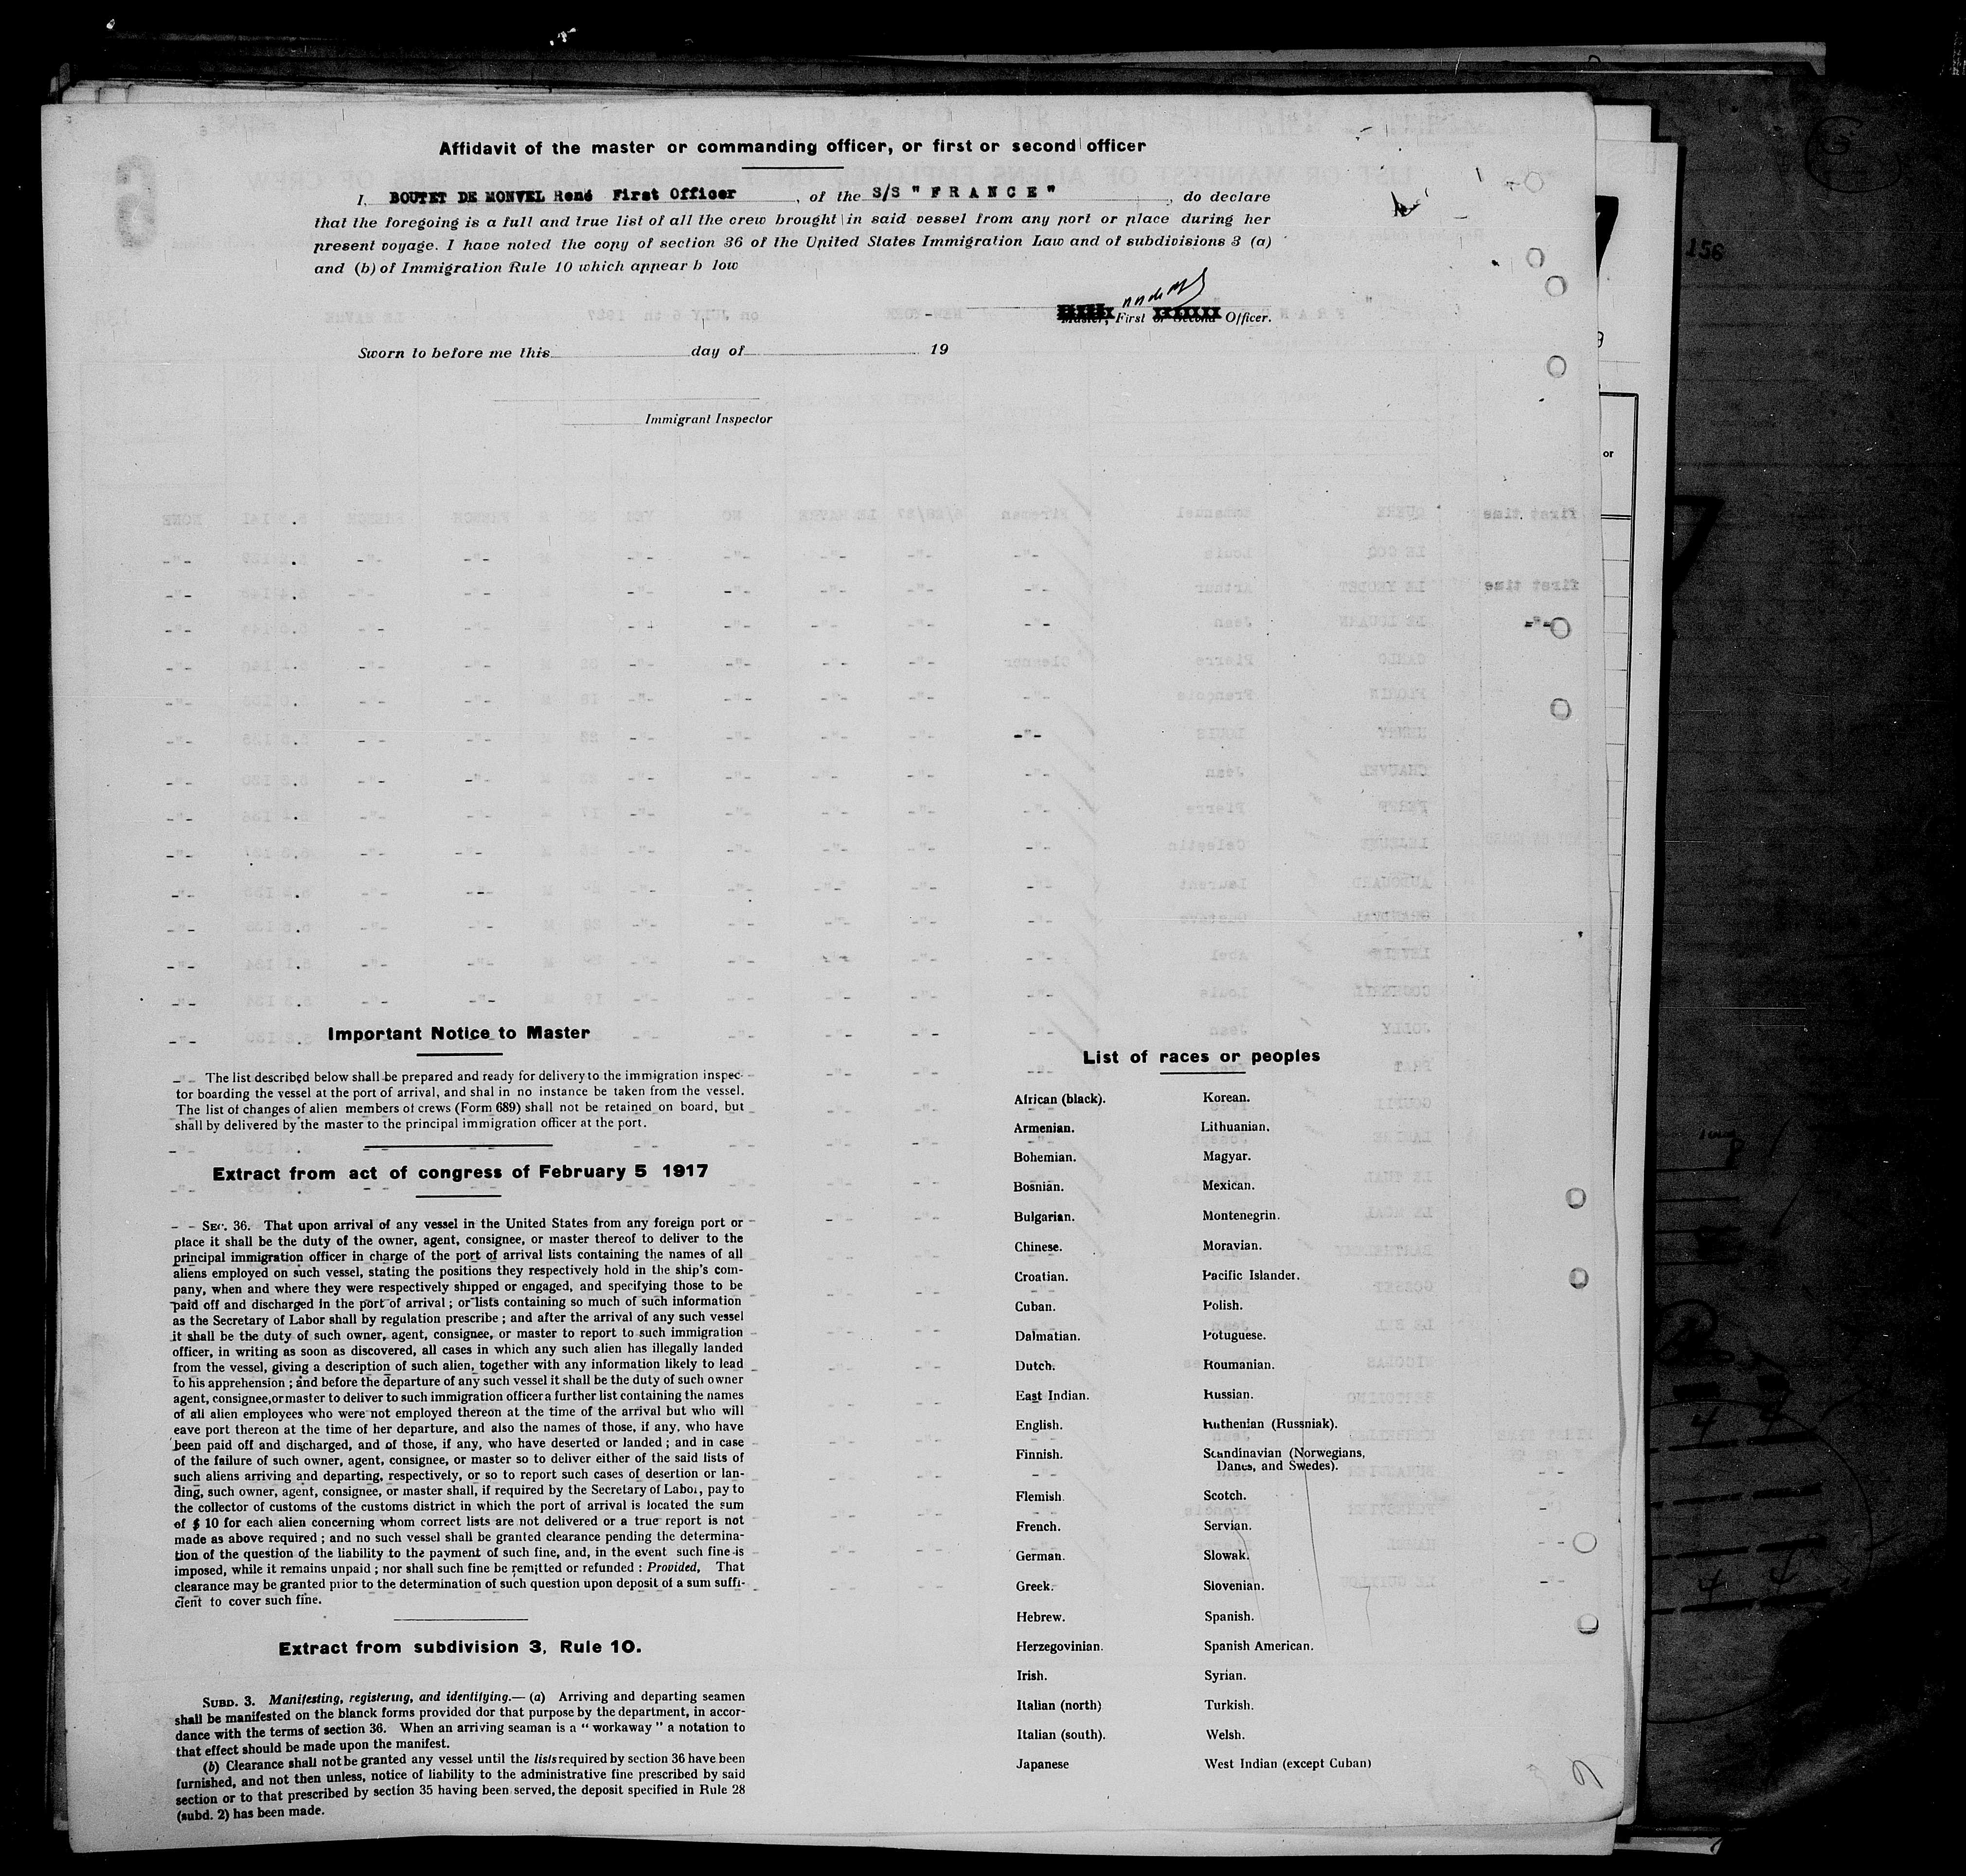 Affidavit of the master or commanding officer, or first or second officer
I, BOUTET DE MONVEL René First Officer, of the S/S " F R A N C E ", do declare
that the foregoing is a full and true list of all the crew brought in said vessel from any port or place during her
present voyage. I have noted the copy of section 36 of the United States Immigration Law and of subdivisions 3 (a)
and (b) of Immigration Rule 10 which appear b low
Master, First or Second Officer.
Sworn to before me this day of 19
Immigrant Inspector
Important Notice to Master
The list described below shall be prepared and ready for delivery to the immigration inspec-
tor boarding the vessel at the port of arrival, and shal in no instance be taken from the vessel.
The list of changes of alien members of crews (Form 689) shall not be retained on board, but
shall by delivered by the master to the principal immigration officer at the port.
Extract from act of congress of February 5 1917
SEC. 36. That upon arrival of any vessel in the United States from any foreign port or
place it shall be the duty of the owner, agent, consignee, or master thereof to deliver to the
principal immigration officer in charge of the port of arrival lists containing the names of all
aliens employed on such vessel, stating the positions they respectively hold in the ship's com-
pany, when and where they were respectively shipped or engaged, and specifying those to be
paid off and discharged in the port of arrival ; or lists containing so much of such information
as the Secretary of Labor shall by regulation prescribe ; and after the arrival of any such vessel
it shall be the duty of such owner, agent, consignee, or master to report to such immigration
officer, in writing as soon as discovered, all cases in which any such alien has illegally landed
from the vessel, giving a description of such alien, together with any information likely to lead
to his apprehension ; and before the departure of any such vessel it shall be the duty of such owner
agent, consignee, or master to deliver to such immigration officer a further list containing the names
of all alien employees who were not employed thereon at the time of the arrival but who will
eave port thereon at the time of her departure, and also the names of those, if any, who have
been paid off and discharged, and of those, if any, who have deserted or landed ; and in case
of the failure of such owner, agent, consignee, or master so to deliver either of the said lists of
such aliens arriving and departing, respectively, or so to report such cases of desertion or lan-
ding, such owner, agent, consignee, or master shall, if required by the Secretary of Labor, pay to
the collector of customs of the customs district in which the port of arrival is located the sum
of $ 10 for each alien concerning whom correct lists are not delivered or a true report is not
made as above required ; and no such vessel shall be granted clearance pending the determina-
tion of the question of the liability to the payment of such fine, and, in the event such fine is
imposed, while it remains unpaid ; nor shall such fine be remitted or refunded : Provided, That
clearance may be granted prior to the determination of such question upon deposit of a sum suffi-
cient to cover such fine.
Extract from subdivision 3, Rule 10.
SUBD. 3. Manifesting, registering, and identifying.— (a) Arriving and departing seamen
shall be manifested on the blanck forms provided dor that purpose by the department, in accor-
dance with the terms of section 36. When an arriving seaman is a “ workaway ” a notation to
that effect should be made upon the manifest.
(b) Clearance shall not be granted any vessel until the lists required by section 36 have been
furnished, and not then unless, notice of liability to the administrative fine prescribed by said
section or to that prescribed by section 35 having been served, the deposit specified in Rule 28
(subd. 2) has been made.
List of races or peoples
African (black).
Armenian.
Bohemian.
Bosnian.
Bulgarian.
Chinese.
Croatian.
Cuban.
Dalmatian.
Dutch.
East Indian.
English.
Finnish.
Flemish
French.
German.
Greek.
Hebrew.
Herzegovinian.
Irish.
Italian (north)
Italian (south).
Japanese
Korean.
Lithuanian.
Magyar.
Mexican.
Montenegrin.
Moravian.
Pacific Islander.
Polish.
Potuguese.
Roumanian.
Russian.
Ruthenian (Russniak).
Scandinavian (Norwegians,
Danes, and Swedes).
Scotch.
Servian.
Slowak.
Slovenian.
Spanish.
Spanish American.
Syrian.
Turkish.
Welsh.
West Indian (except Cuban)
156
or